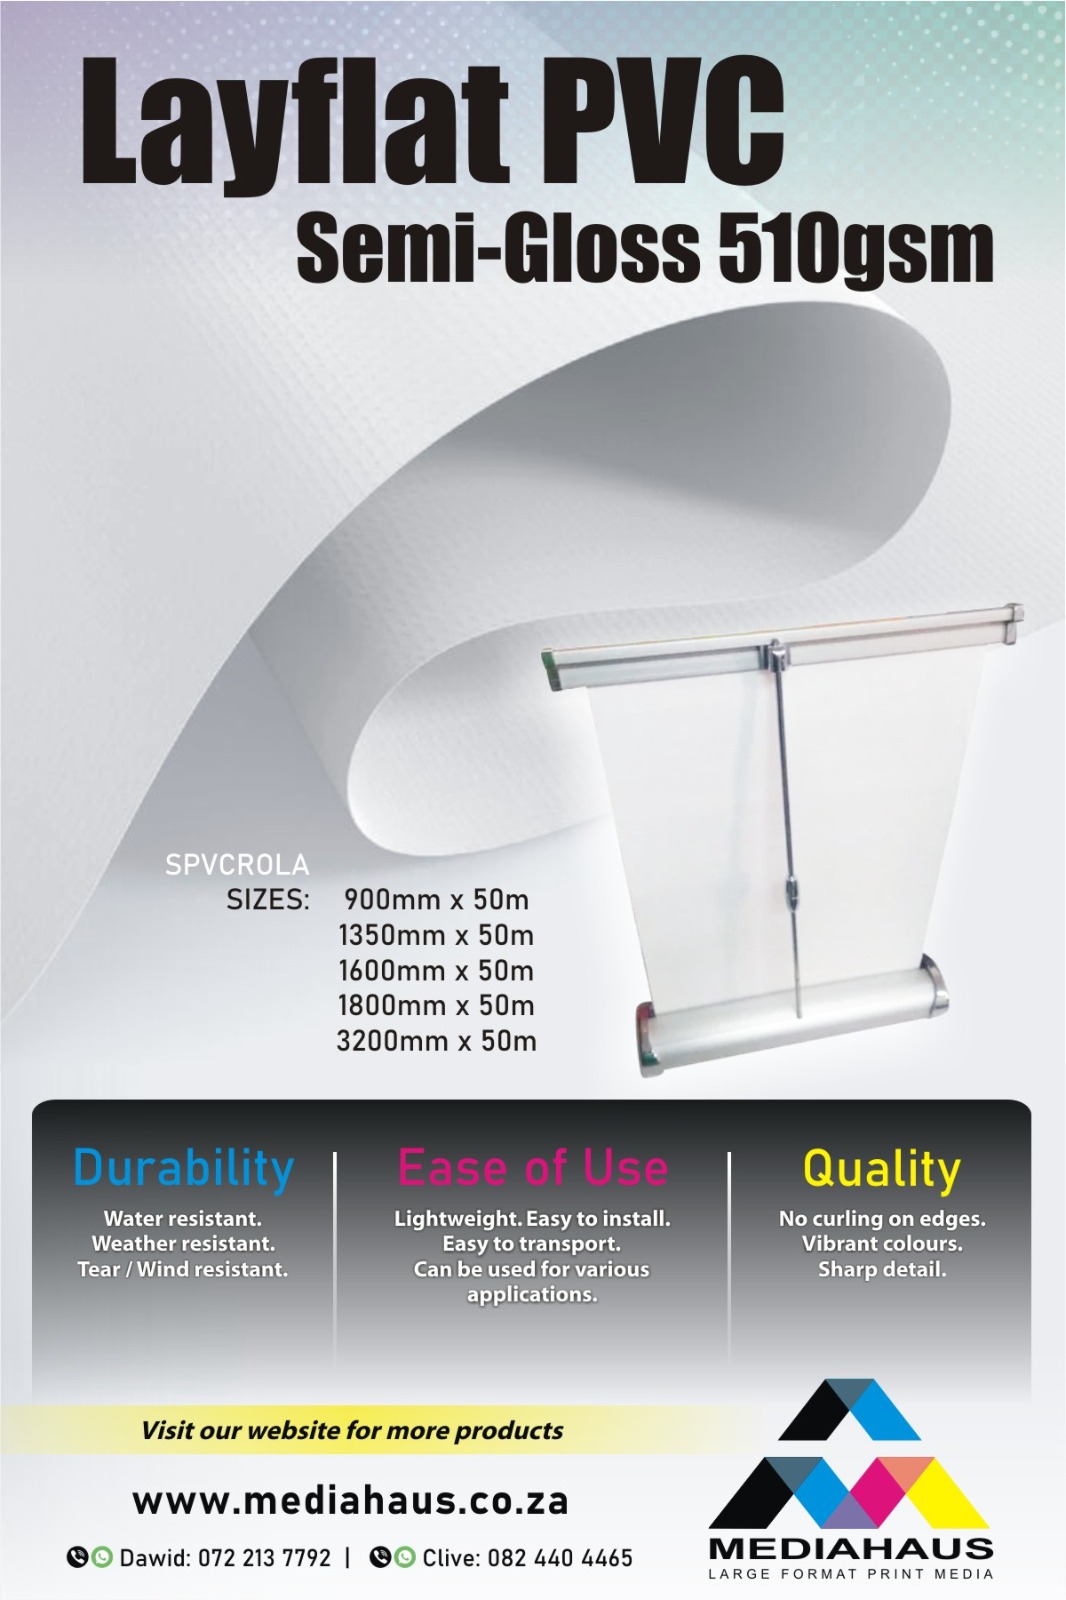 Layflat PVC
Semi-Gloss 510gsm
SPVCROLA
SIZES: 900mm x 50m
1350mm x 50m
1600mm x 50m
1800mm x 50m
3200mm x 50m
Durability
Water resistant.
Weather resistant.
Tear / Wind resistant.
Ease of Use
Lightweight. Easy to install.
Easy to transport.
Can be used for various
applications.
Quality
No curling on edges.
Vibrant colours.
Sharp detail.
Visit our website for more products
www.mediahaus.co.za
Dawid: 072 213 7792 | Clive: 082 440 4465
MEDIAHAUS
LARGE FORMAT PRINT MEDIA